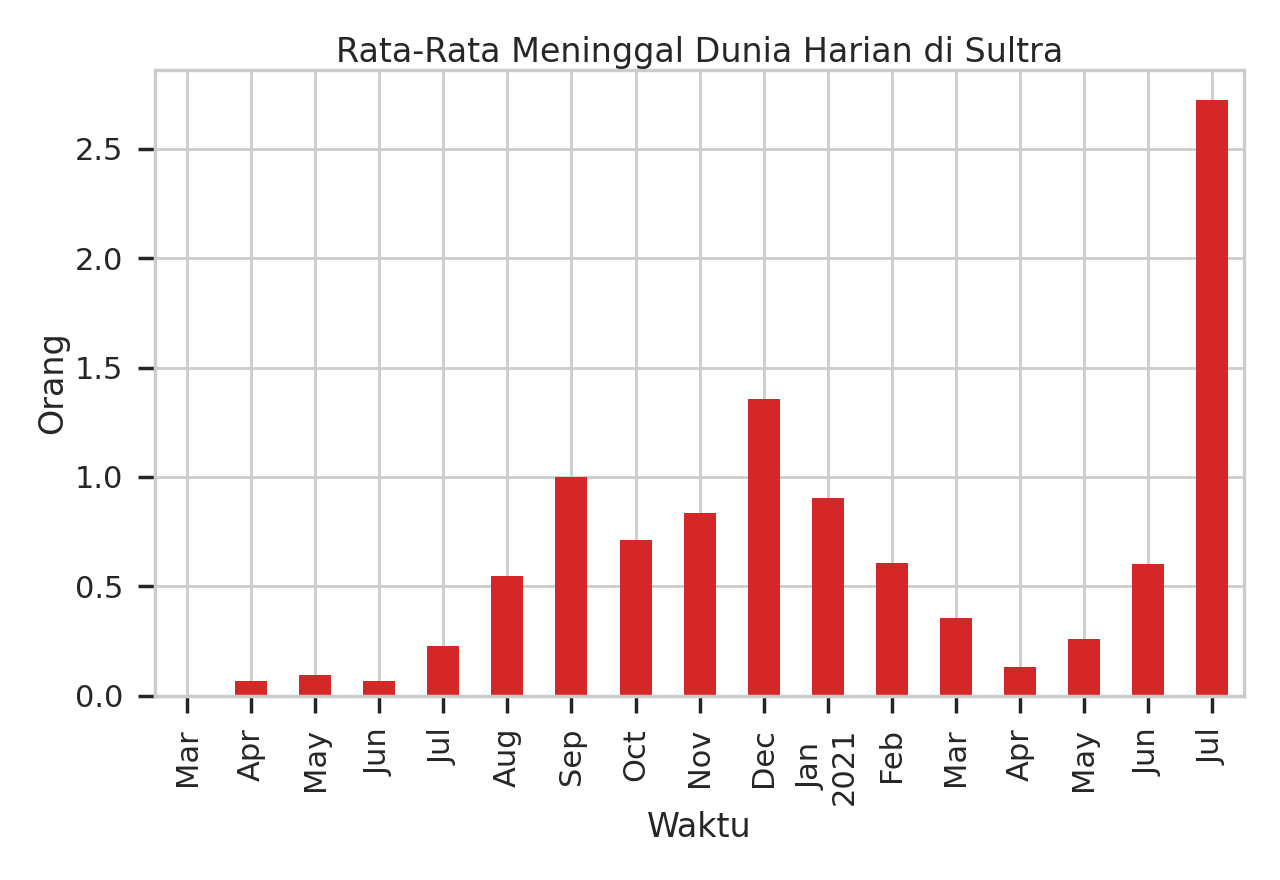 Rata-Rata Meninggal Dunia Harian di Sultra
Orang
2.5
2.0
1.5
1.0
0.5
0.0
Mar
Apr
May
Jun
Jul
Aug
Sep
Oct
Nov
Dec
Jan
2021
Feb
Mar
Apr
May
Jun
Jul
Waktu